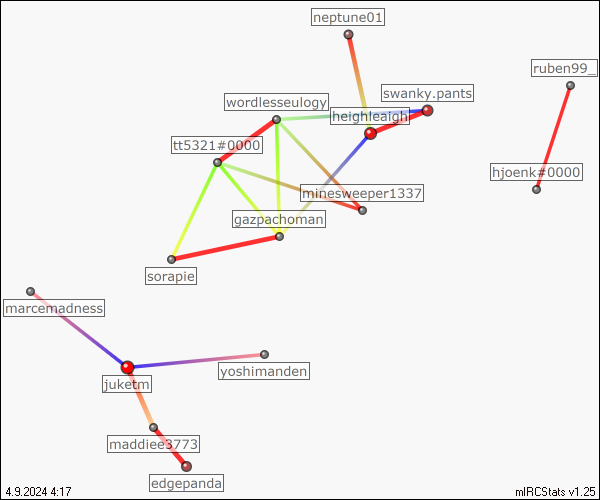 neptune01
ruben99_
swanky.pants
wordlesseulogy
heighleaigh
tt5321#0000
hjoenk#0000
minesweeper1337
gazpachoman
sorapie
marcemadness
yoshimanden
juketm
maddiee3773
edgepanda
4.9.2024 4:17
mIRCStats v1.25